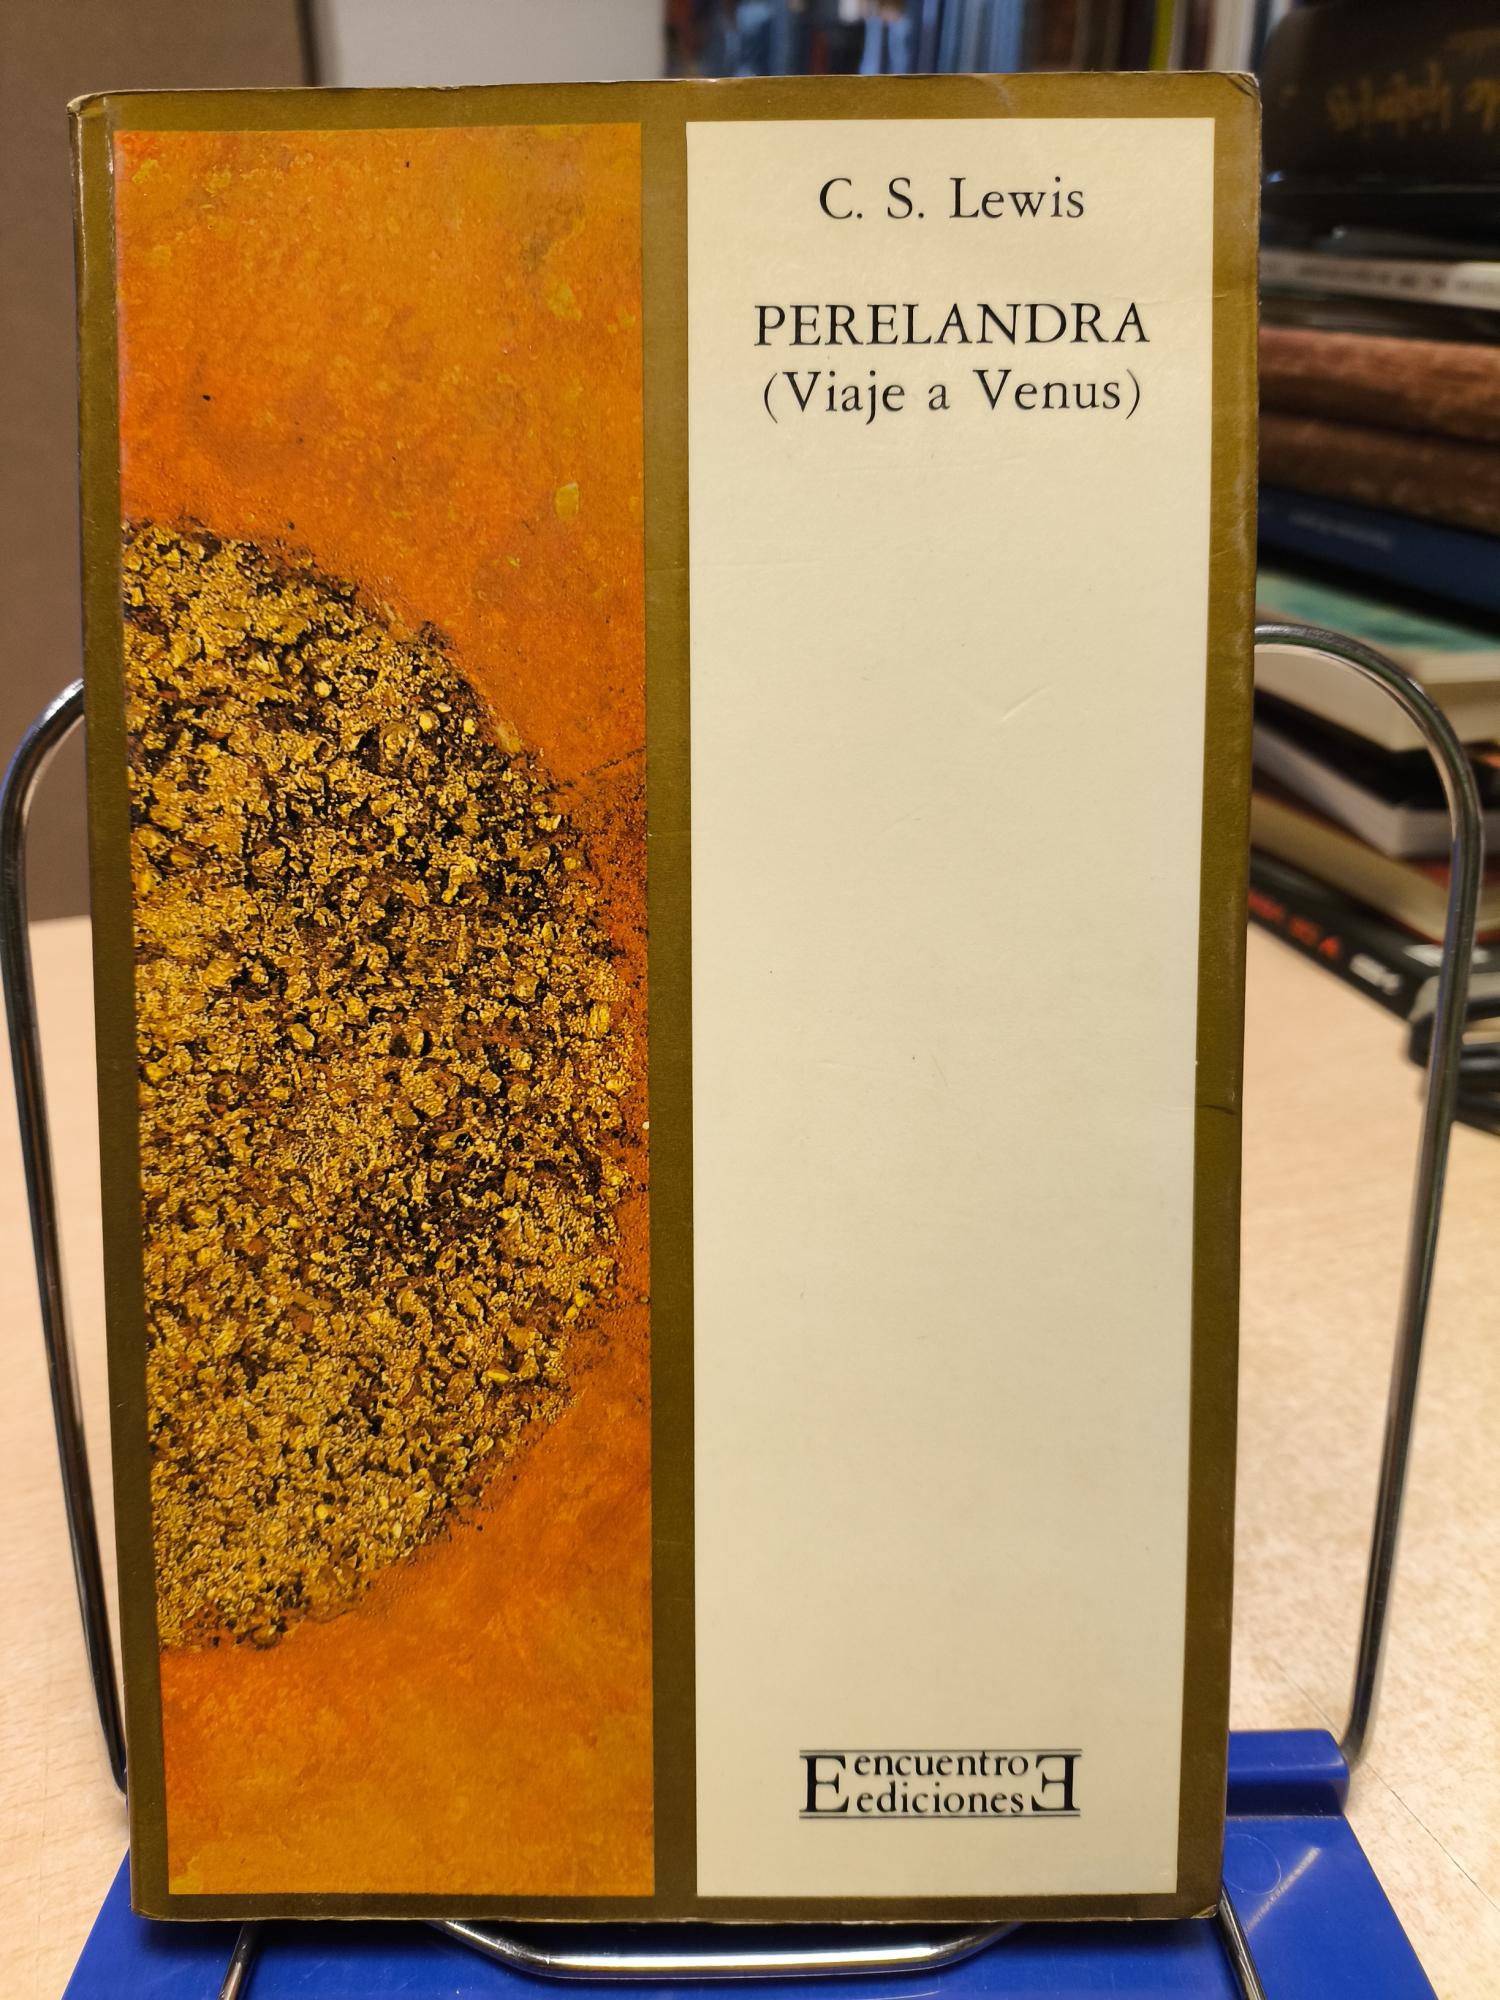 C. S. Lewis
PERELANDRA
(Viaje a Venus)
E encuentro E
ediciones